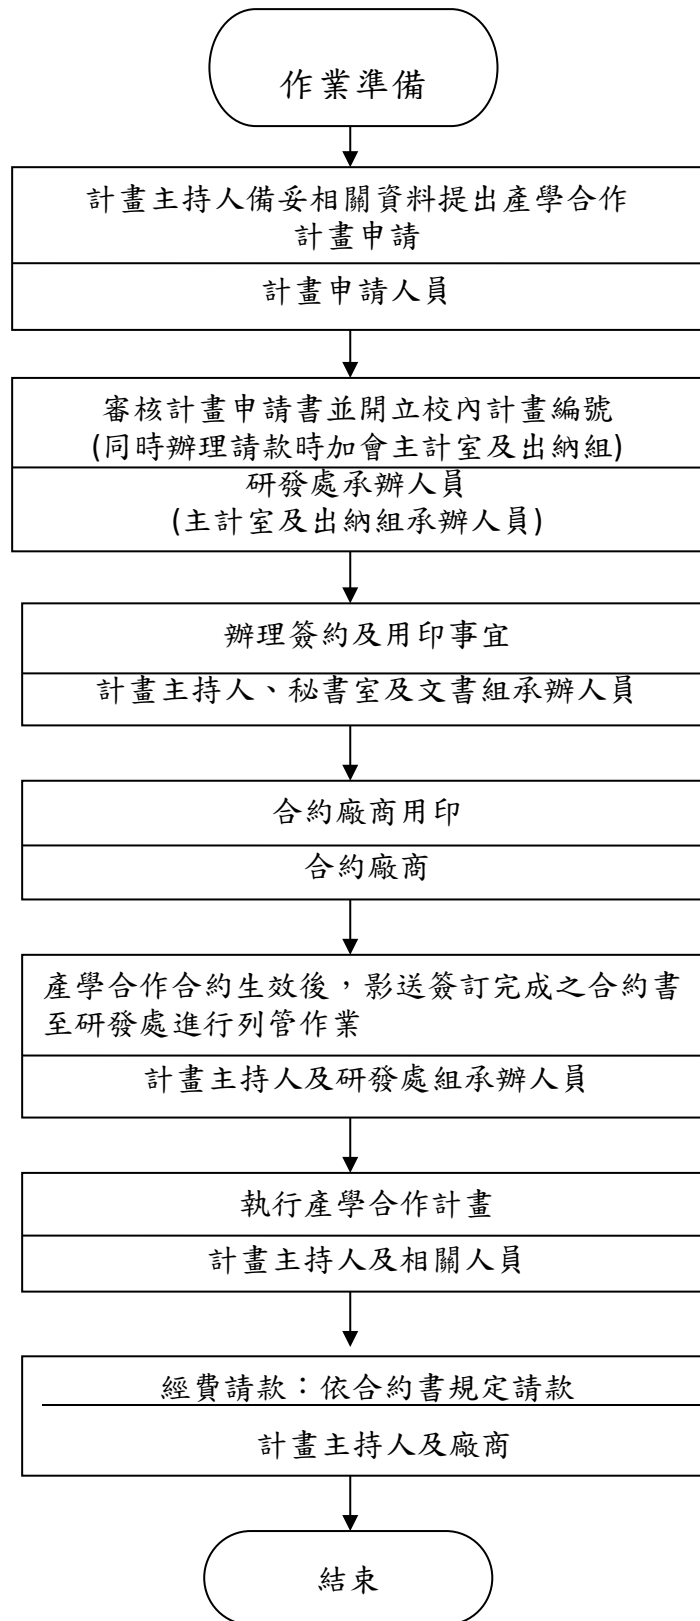 作業準備
計畫主持人備妥相關資料提出產學合作
計畫申請
計畫申請人員
審核計畫申請書並開立校內計畫編號
(同時辦理請款時加會主計室及出納組)
研發處承辦人員
(主計室及出納組承辦人員)
辦理簽約及用印事宜
計畫主持人、秘書室及文書組承辦人員
合約廠商用印
合約廠商
產學合作合約生效後，影送簽訂完成之合約書
至研發處進行列管作業
計畫主持人及研發處組承辦人員
執行產學合作計畫
計畫主持人及相關人員
經費請款：依合約書規定請款
計畫主持人及廠商
結束